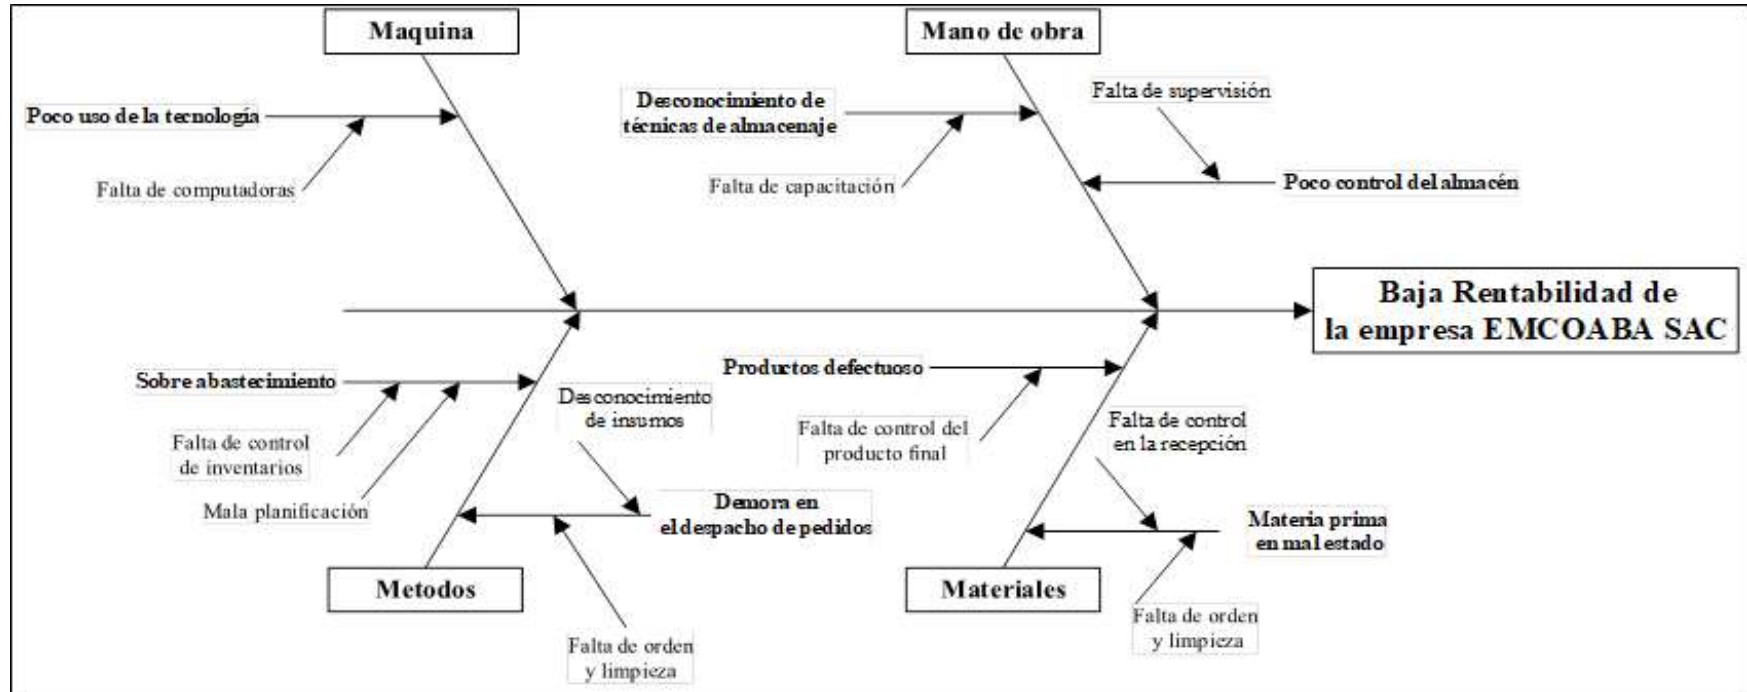 Maquina
Mano de obra
Falta de supervisión
Desconocimiento de
técnicas de almacenaje
Poco uso de la tecnología
Falta de computadoras
Falta de capacitación
Poco control del almacén
Baja Rentabilidad de
la empresa EMCOABA SAC
Sobre abastecimiento
Productos defectuoso
Desconocimiento
de insumos
Falta de control
de inventarios
Falta de control del
producto final
Falta de control
en la recepción
Mala planificación
Demora en
el despacho de pedidos
Materia prima
en mal estado
Metodos
Materiales
Falta de orden
y limpieza
Falta de orden
y limpieza